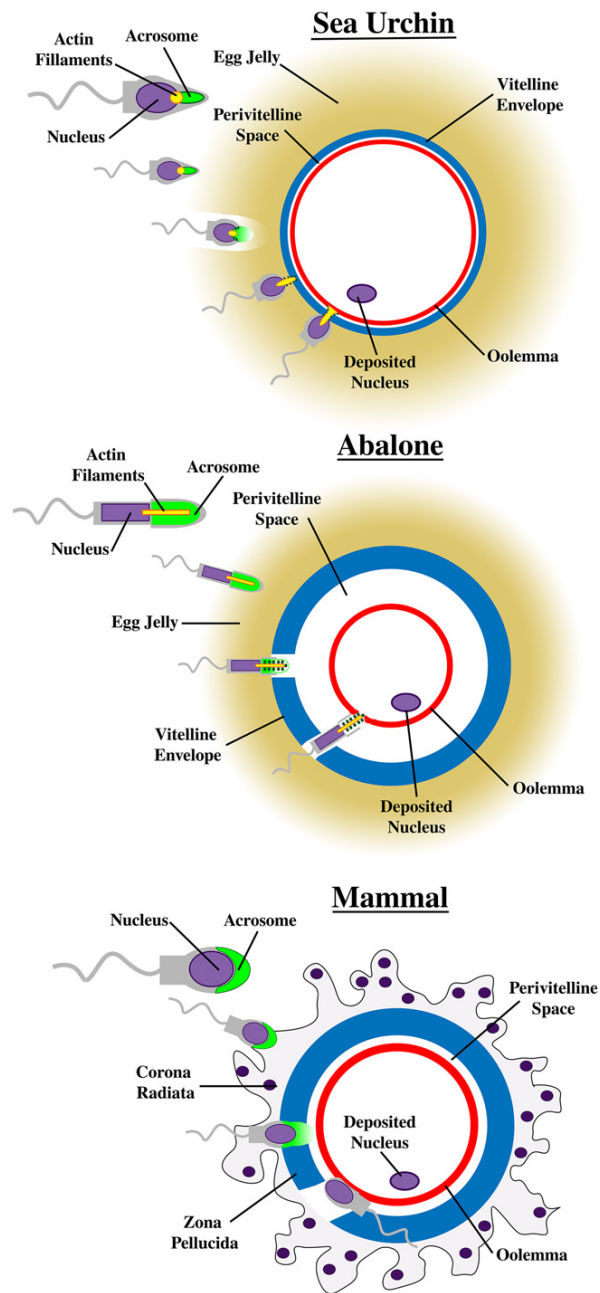 Sea Urchin
Actin
Fillaments
Acrosome
Nucleus
Egg Jelly
Perivitelline
Space
Vitelline
Envelope
Deposited
Nucleus
Oolemma
Abalone
Actin
Filaments
Acrosome
Nucleus
Perivitelline
Space
Egg Jelly
Vitelline
Envelope
Deposited
Nucleus
Oolemma
Mammal
Nucleus
Acrosome
Perivitelline
Space
Corona
Radiata
Deposited
Nucleus
Zona
Pellucida
Oolemma